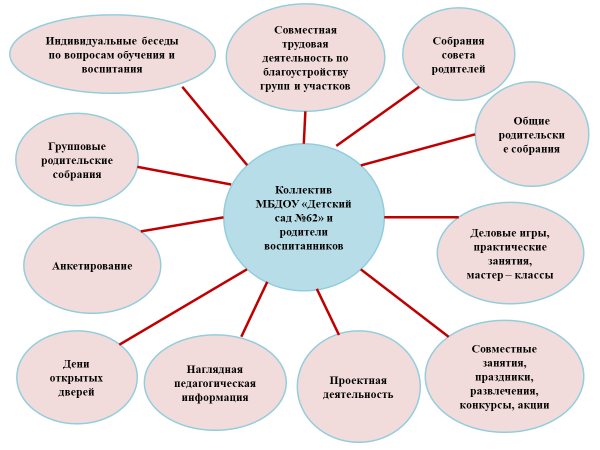 Индивидуальные беседы
по вопросам обучения и
воспитания
Совместная
трудовая
деятельность по
благоустройству
групп и участков
Собрания
совета
родителей
Общие
родительски
е собрания
Групповые
родительские
собрания
Коллектив
МБДОУ «Детский
сад №62» и
родители
воспитанников
Анкетирование
Деловые игры,
практические
занятия,
мастер – классы
Дени
открытых
дверей
Наглядная
педагогическая
информация
Проектная
деятельность
Совместные
занятия,
праздники,
развлечения,
конкурсы, акции